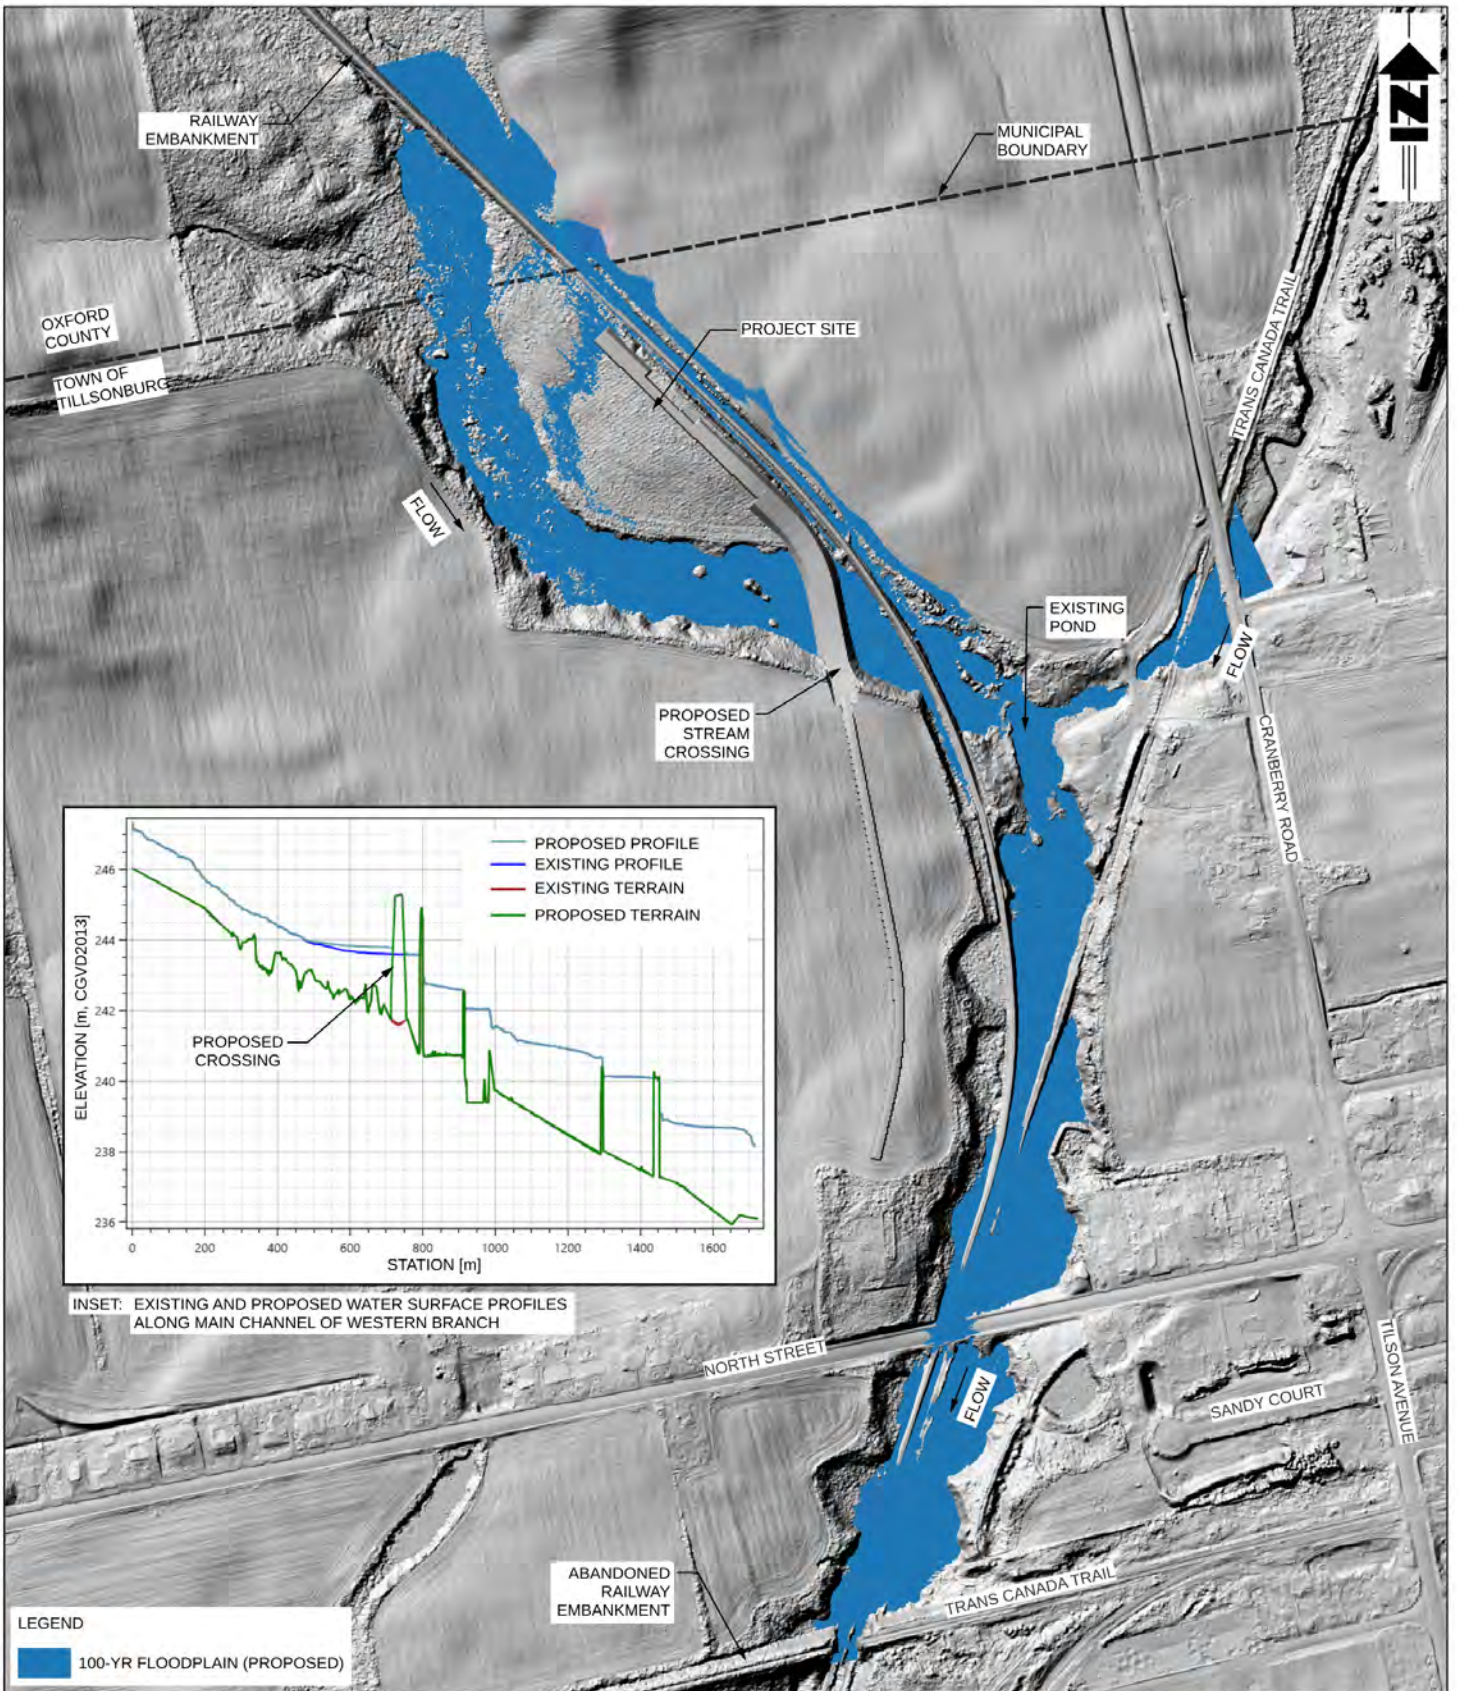 N
RAILWAY
EMBANKMENT
MUNICIPAL
BOUNDARY
OXFORD
COUNTY
TOWN OF
TILLSONBURG
PROJECT SITE
TRANS CANADA TRAIL
FLOW
EXISTING
POND
FLOW
PROPOSED
STREAM
CROSSING
CRANBERRY ROAD
PROPOSED PROFILE
EXISTING PROFILE
EXISTING TERRAIN
PROPOSED TERRAIN
ELEVATION [m, CGVD2013]
246
244
242
240
238
236
PROPOSED
CROSSING
0 200 400 600 800 1000 1200 1400 1600
STATION [m]
INSET: EXISTING AND PROPOSED WATER SURFACE PROFILES
ALONG MAIN CHANNEL OF WESTERN BRANCH
NORTH STREET
FLOW
SANDY COURT
TILSON AVENUE
ABANDONED
RAILWAY
EMBANKMENT
TRANS CANADA TRAIL
LEGEND
100-YR FLOODPLAIN (PROPOSED)